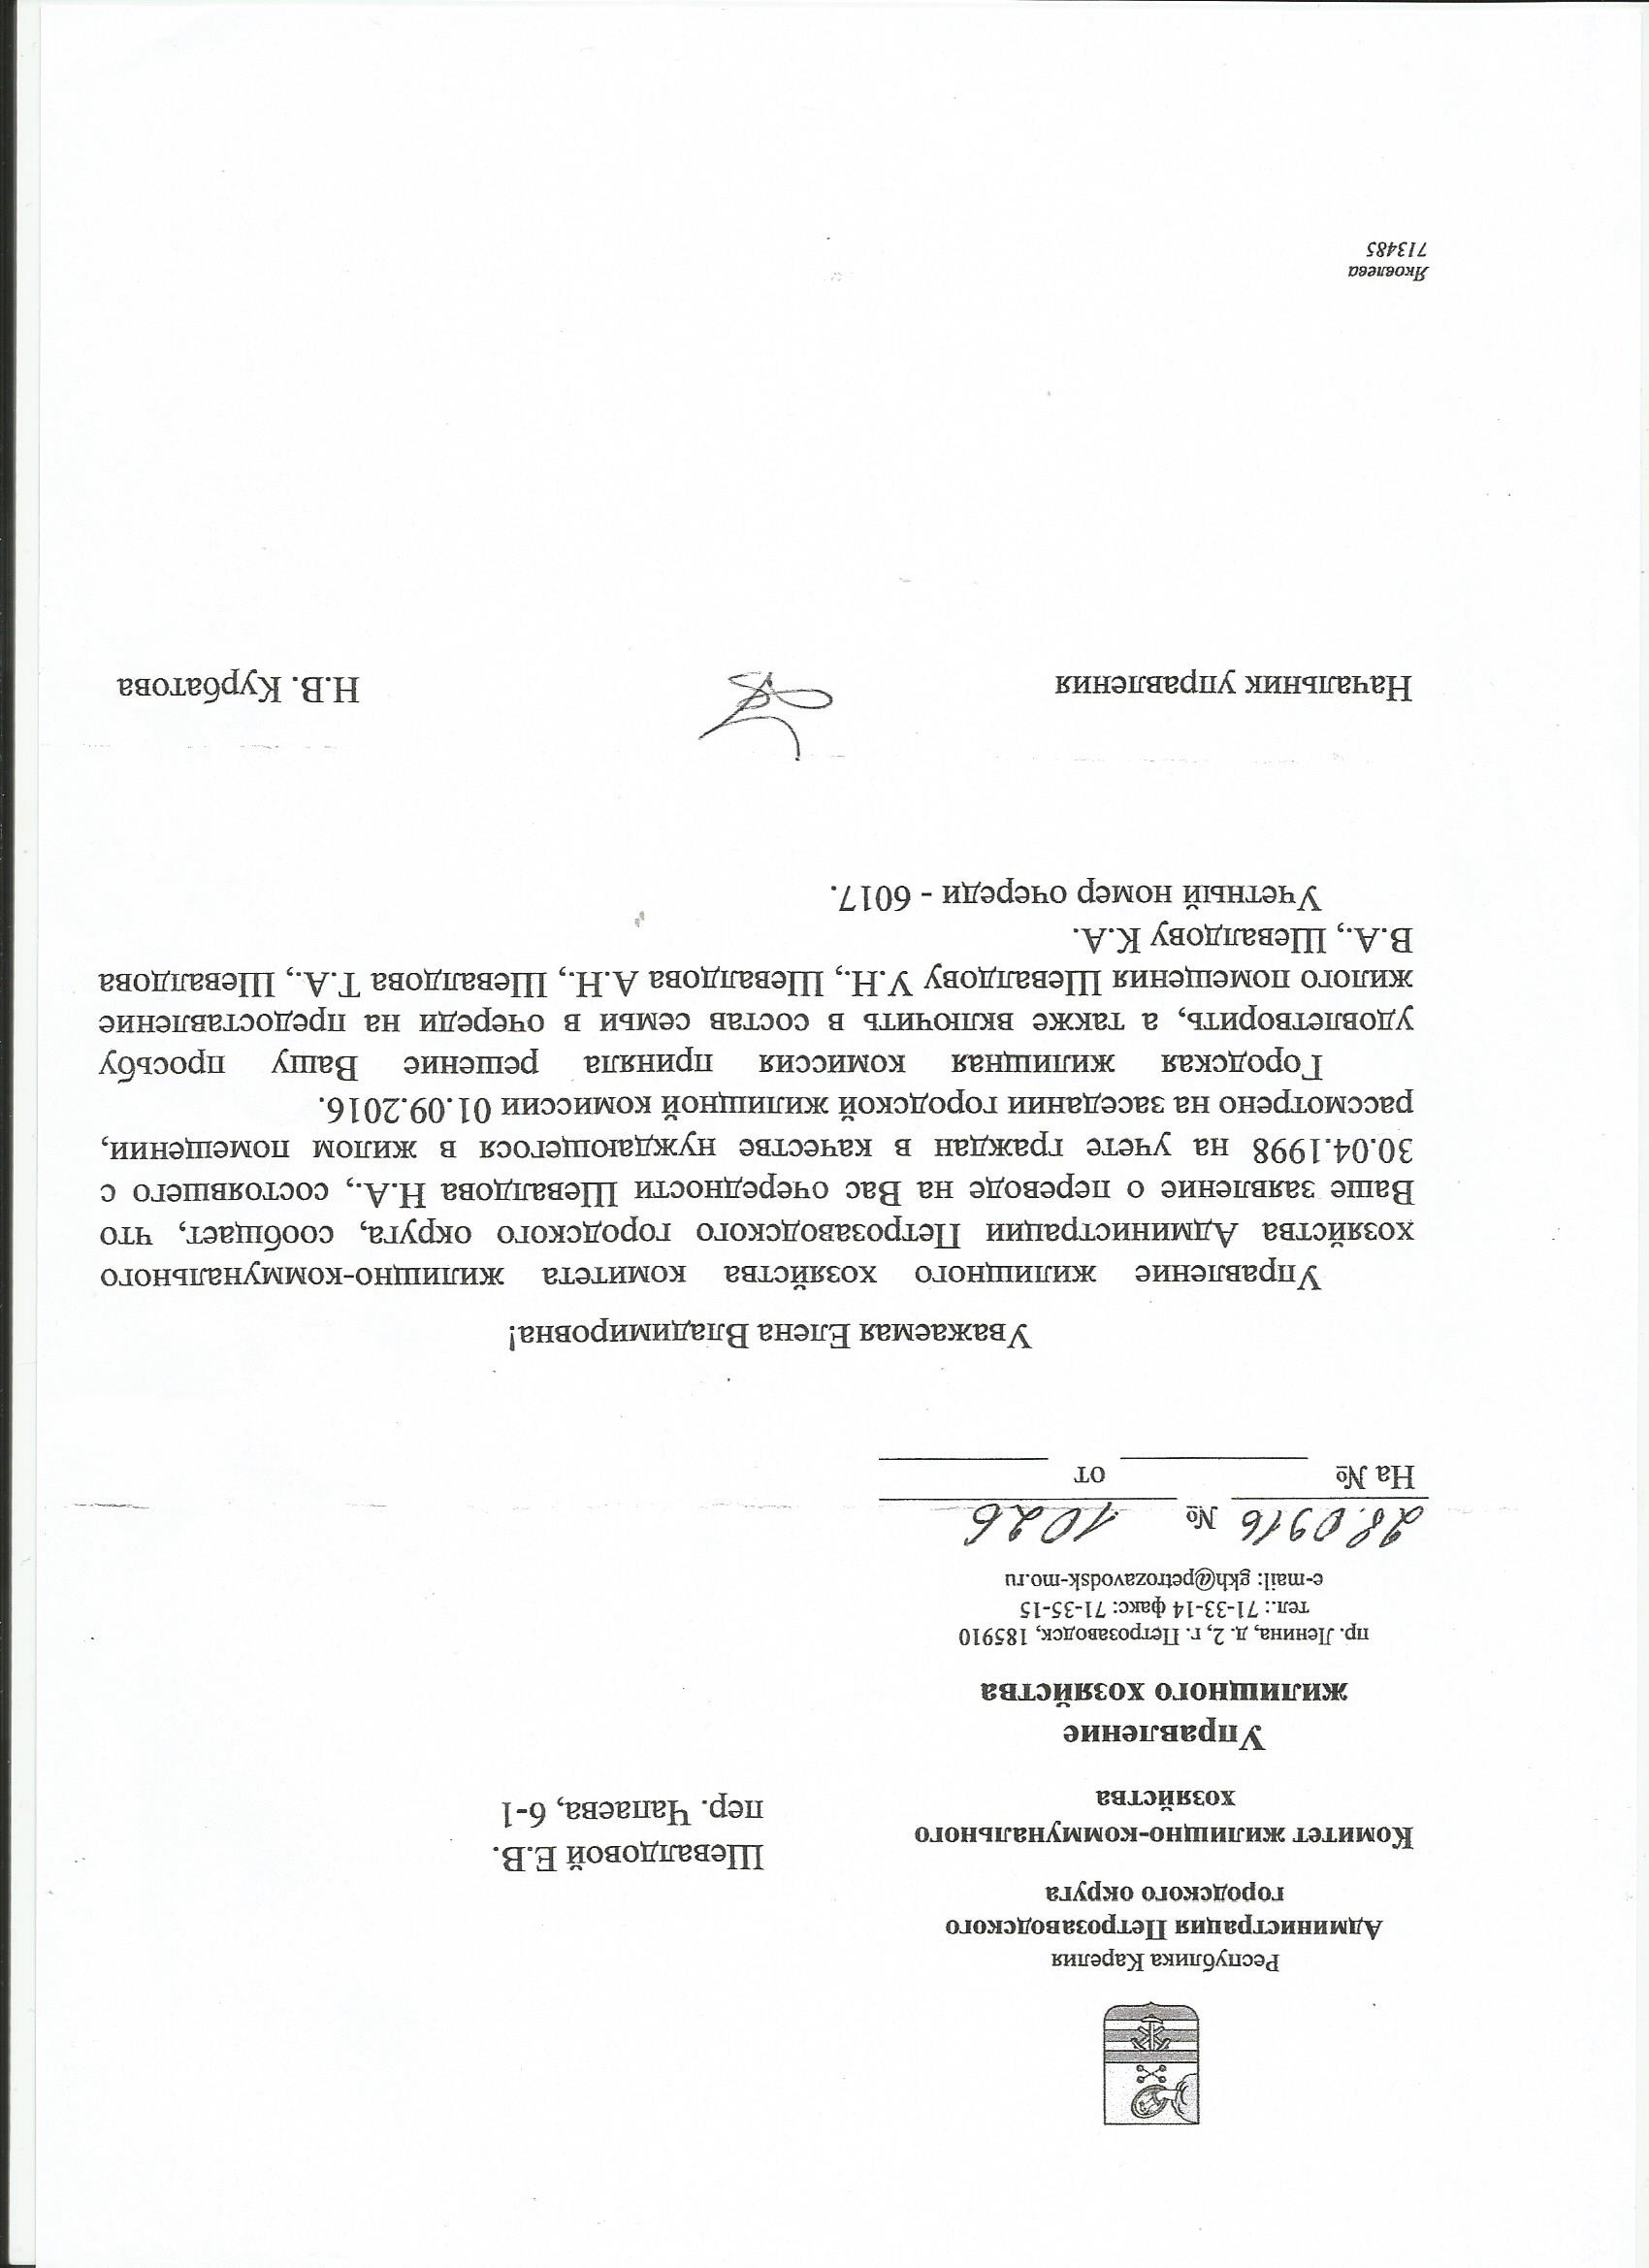 Республика Карелия
Администрация Петрозаводского
городского округа
Комитет жилищно-коммунального
хозяйства
Управление
жилищного хозяйства
пр. Ленина, д. 2, г. Петрозаводск, 185910
тел.: 71-33-14 факс: 71-35-15
e-mail: gkh@petrozavodsk-mo.ru
28.0916 № 1026
На № от
Шевалдовой Е.В.
пер. Чапаева, 6-1
Уважаемая Елена Владимировна!
Управление жилищного хозяйства комитета жилищно-коммунального
хозяйства Администрации Петрозаводского городского округа, сообщает, что
Ваше заявление о переводе на Вас очередности Шевалдова Н.А., состоявшего с
30.04.1998 на учете граждан в качестве нуждающегося в жилом помещении,
рассмотрено на заседании городской жилищной комиссии 01.09.2016.
Городская жилищная комиссия приняла решение Вашу просьбу
удовлетворить, а также включить в состав семьи в очереди на предоставление
жилого помещения Шевалдову У.Н., Шевалдова А.Н., Шевалдова Т.А., Шевалдова
В.А., Шевалдову К.А.
Учетный номер очереди - 6017.
Начальник управления Н.В. Курбатова
Яковлева
713485